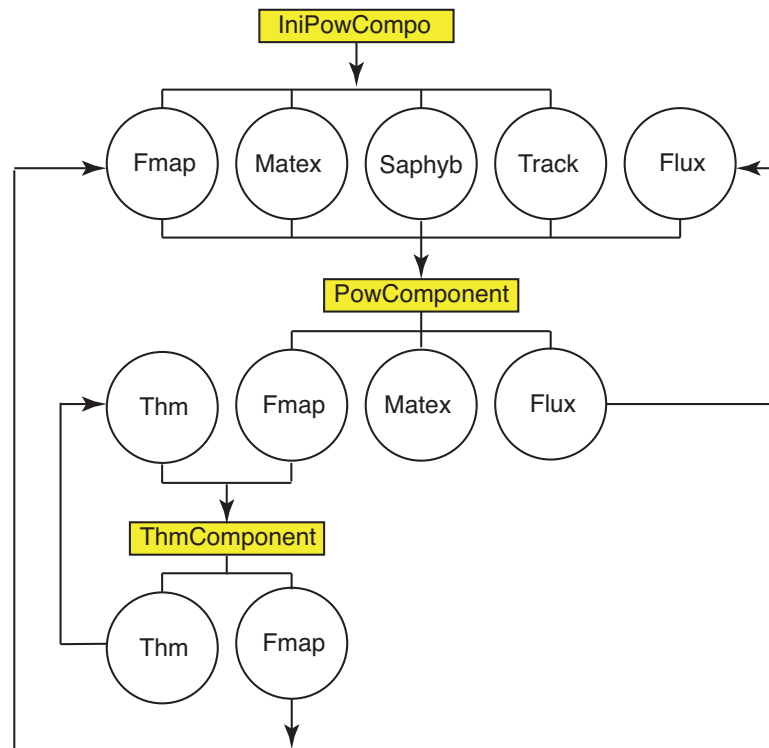 IniPowCompo
Fmap Matex Saphyb Track Flux
PowComponent
Thm Fmap Matex Flux
ThmComponent
Thm Fmap